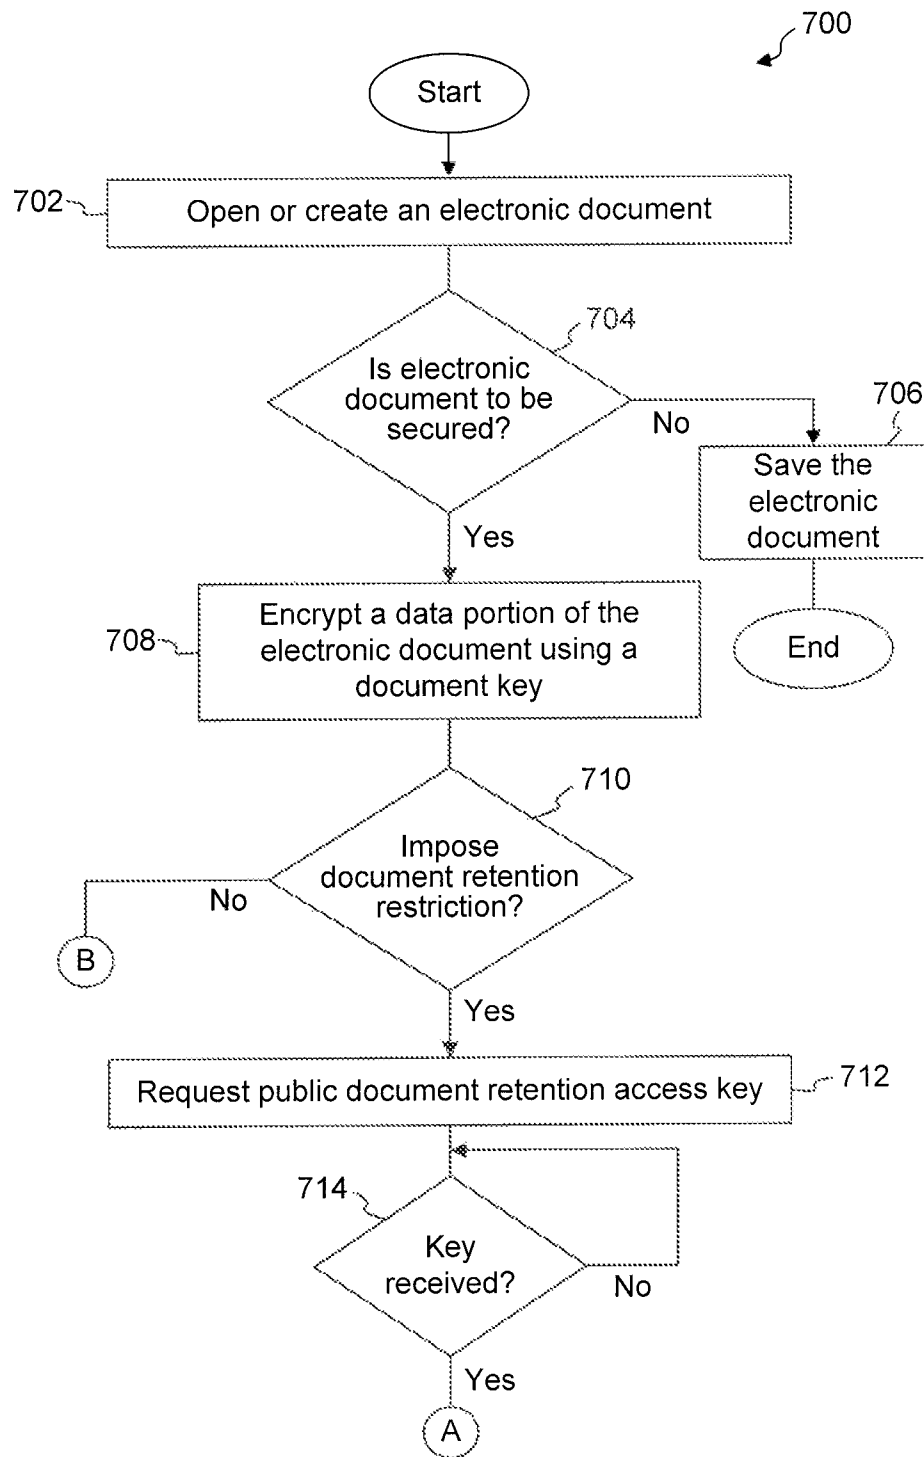 700
Start
702
Open or create an electronic document
704
Is electronic
document to be
secured?
No
706
Save the
electronic
document
Yes
End
708
Encrypt a data portion of the
electronic document using a
document key
710
Impose
document retention
restriction?
No
B
Yes
Request public document retention access key
712
714
Key
received?
No
Yes
A